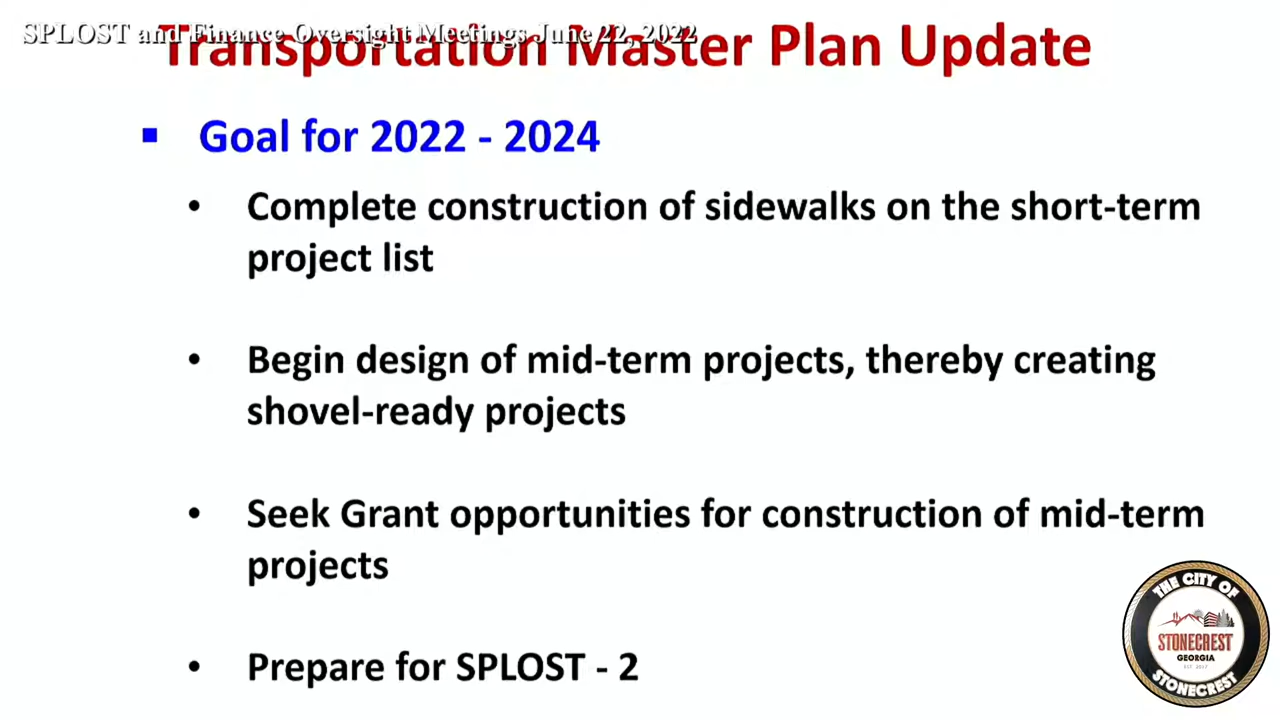 SPLOST and Finance Oversight Meetings June 22, 2022
Transportation Master Plan Update
▪ Goal for 2022 - 2024
• Complete construction of sidewalks on the short-term
project list
• Begin design of mid-term projects, thereby creating
shovel-ready projects
• Seek Grant opportunities for construction of mid-term
projects
• Prepare for SPLOST - 2
THE CITY OF
STONECREST
GEORGIA
EST. 2017
STONECREST